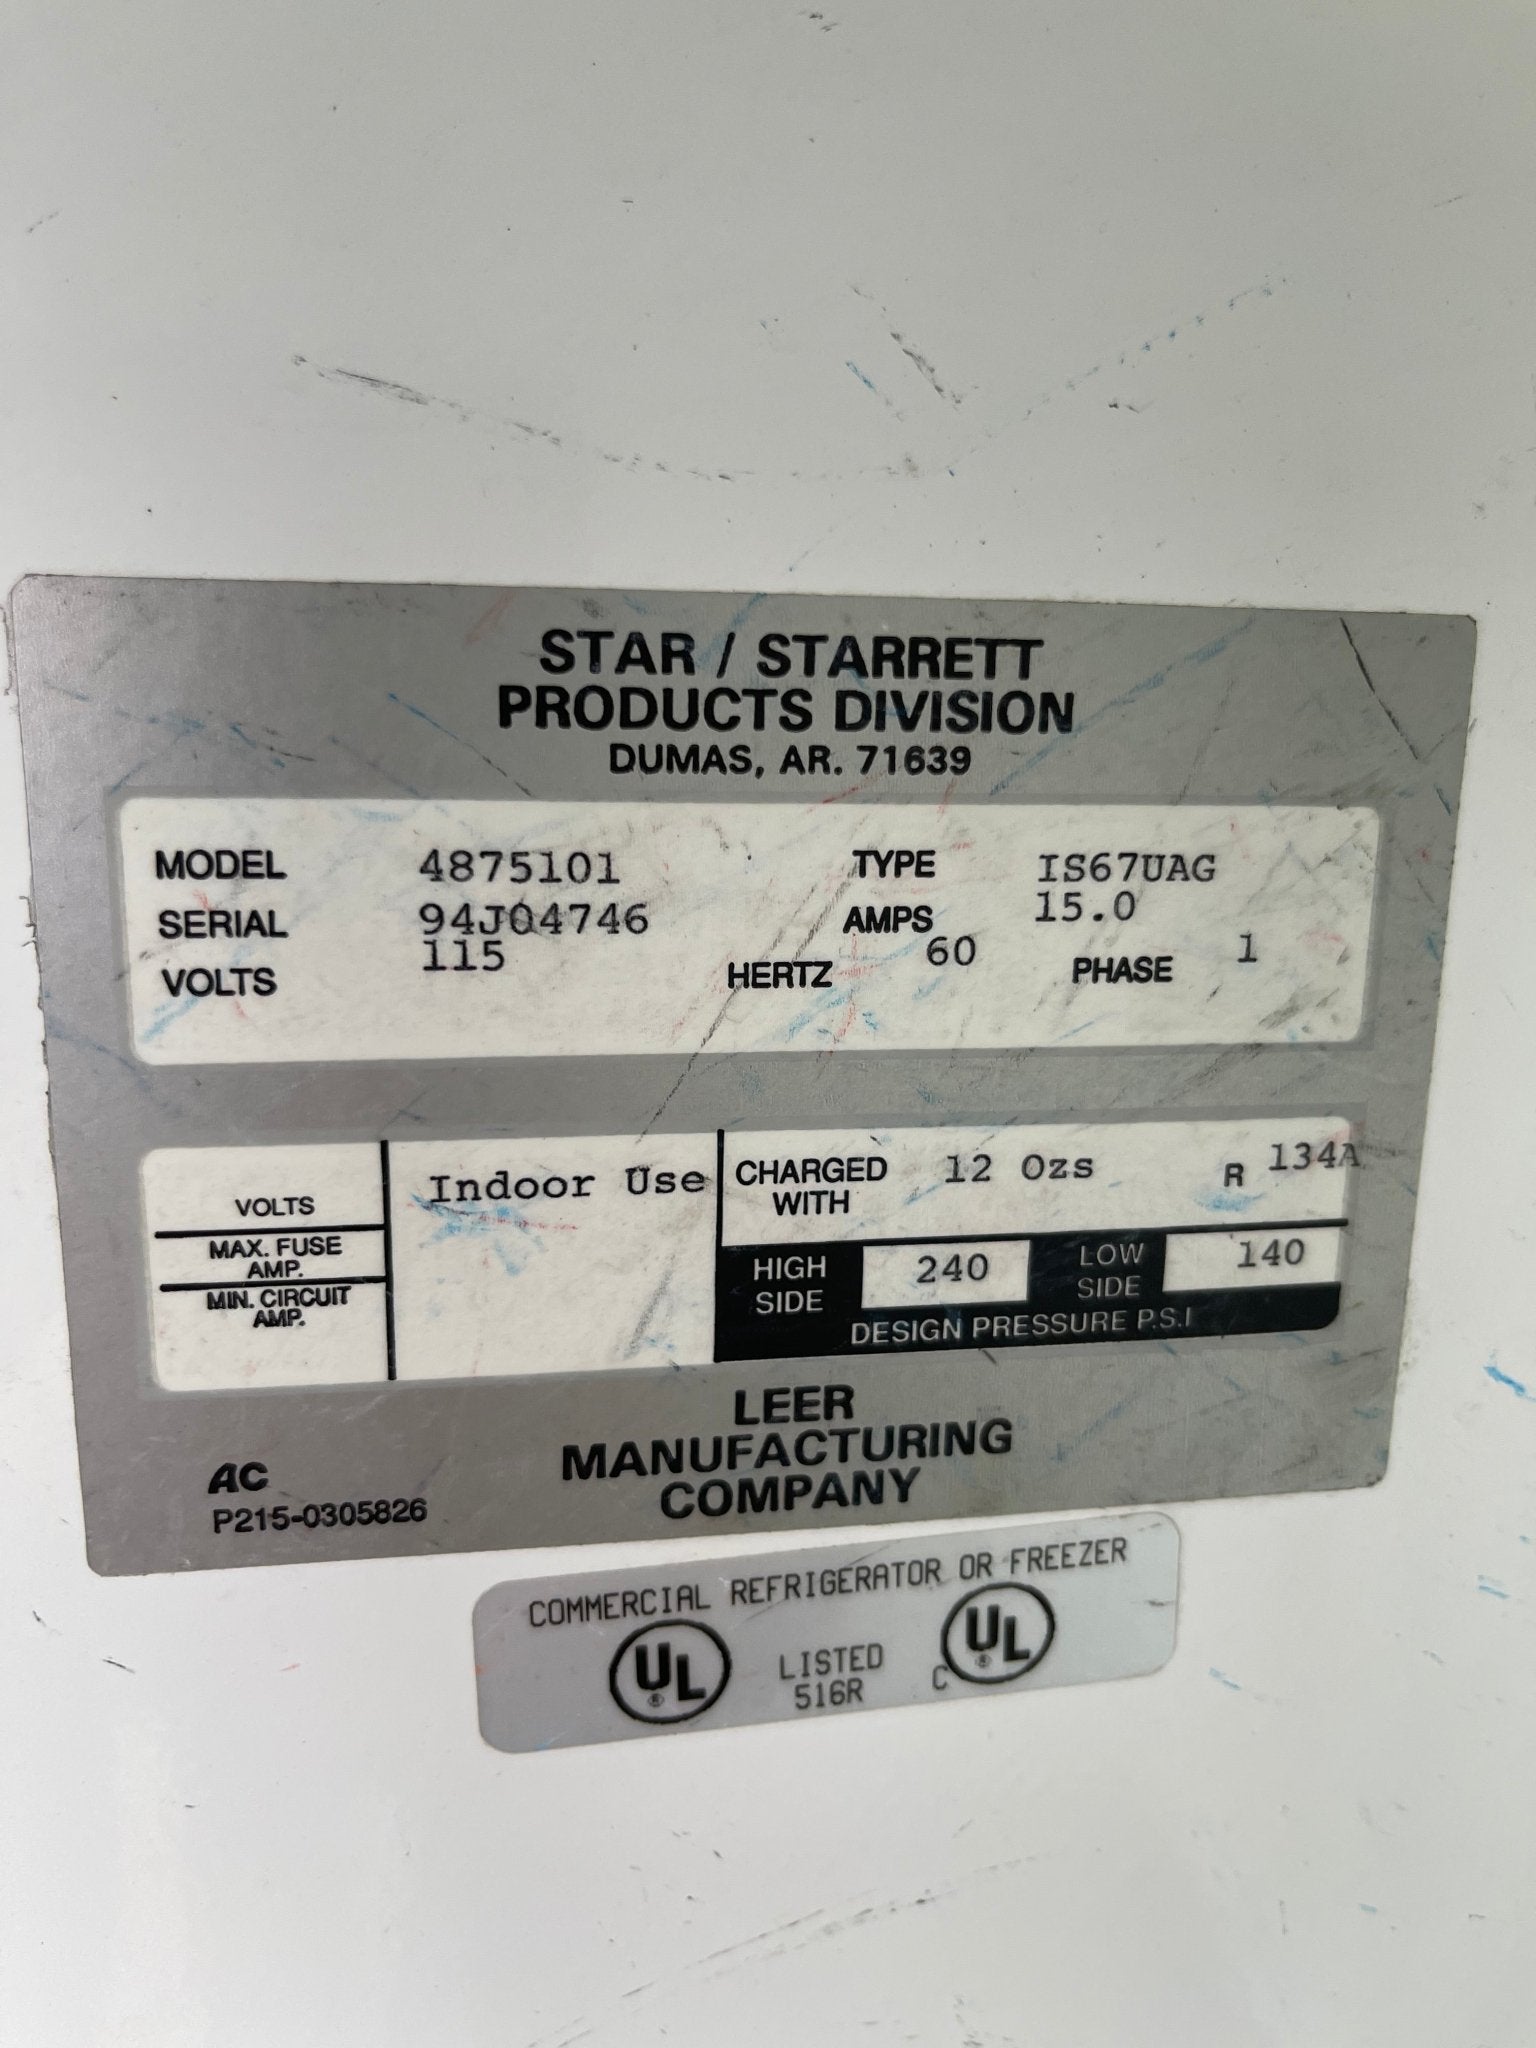 STAR / STARRETT
PRODUCTS DIVISION
DUMAS, AR. 71639
MODEL 4875101 TYPE IS67UAG
SERIAL 94J04746 AMPS 15.0
VOLTS 115 HERTZ 60 PHASE 1
VOLTS
MAX. FUSE
AMP.
MIN. CIRCUIT
AMP.
Indoor Use
CHARGED 12 Ozs R 134A
WITH
HIGH
SIDE
240
LOW
SIDE
140
DESIGN PRESSURE P.S.I
LEER
MANUFACTURING
COMPANY
AC
P215-0305826
COMMERCIAL REFRIGERATOR OR FREEZER
UL ® LISTED C UL ®
516R